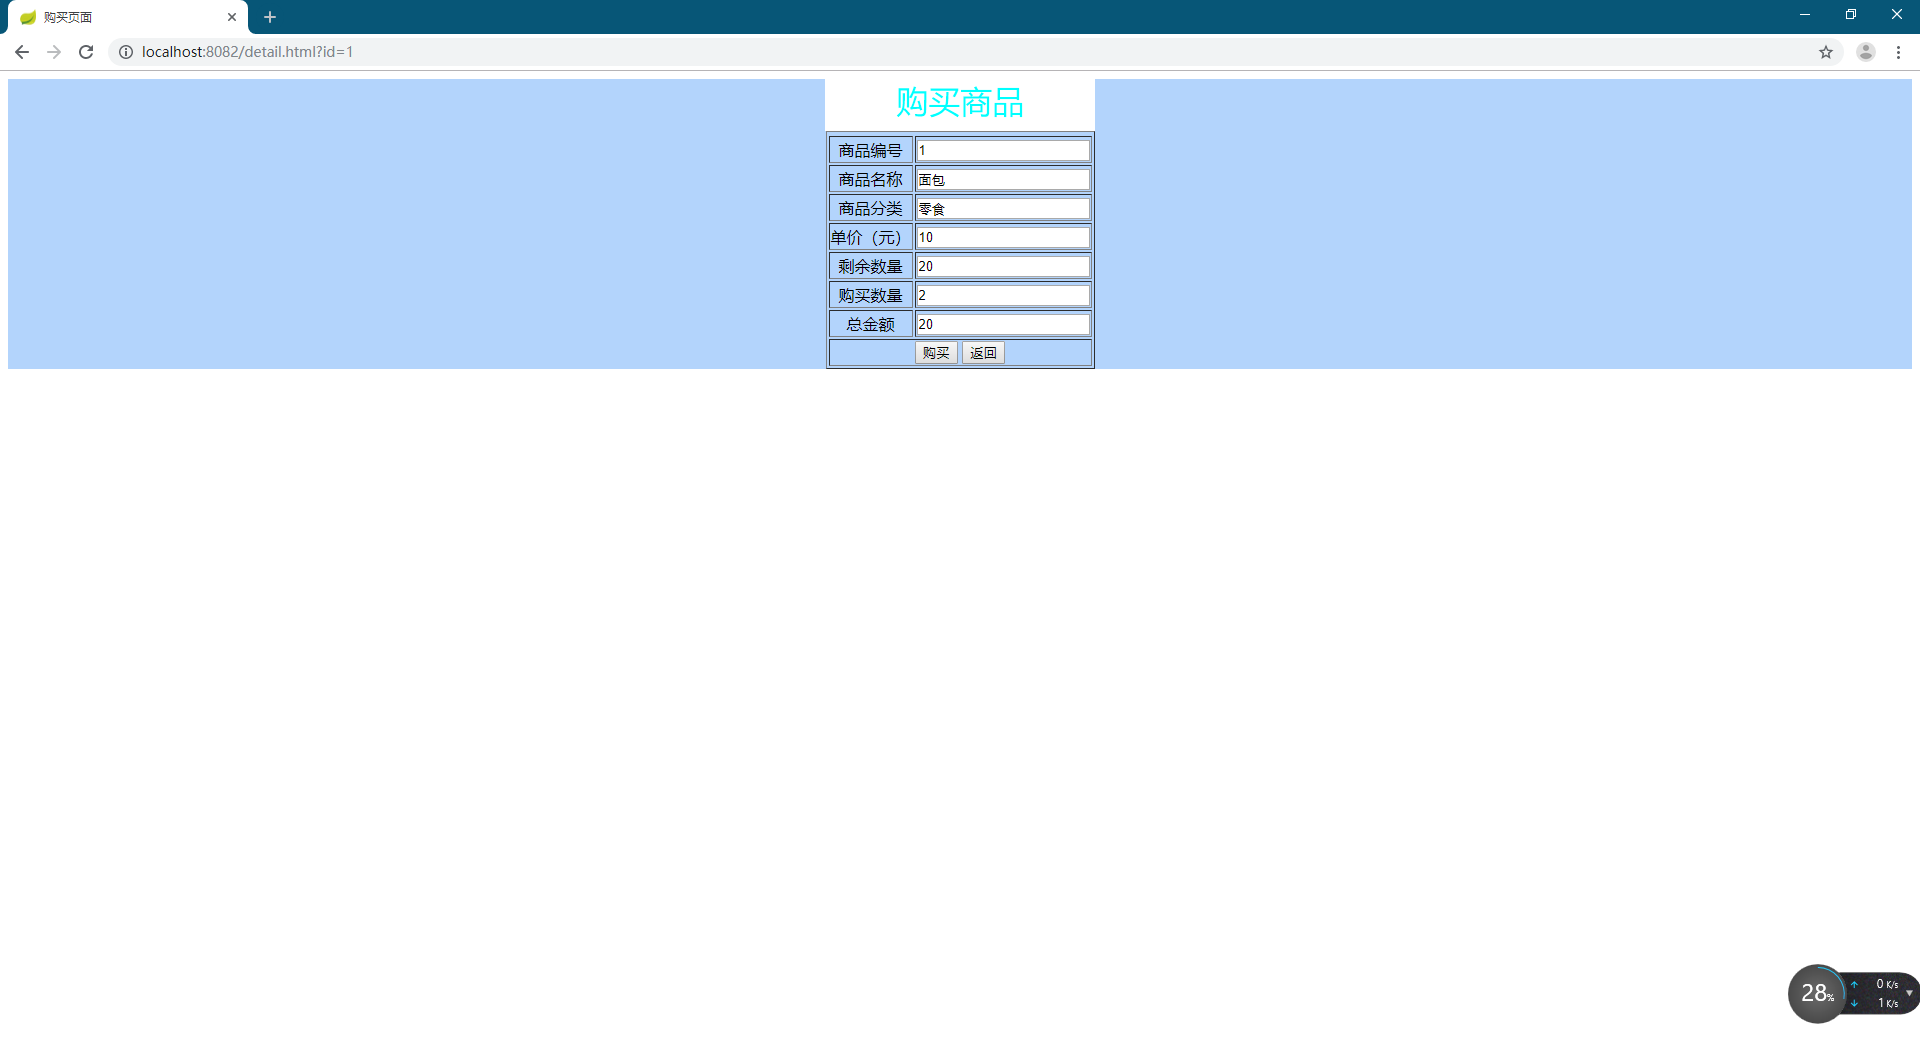 购买页面
localhost:8082/detail.html?id=1
购买商品
商品编号 1
商品名称 面包
商品分类 零食
单价（元） 10
剩余数量 20
购买数量 2
总金额 20
购买 返回
28%
0 K/s
1 K/s